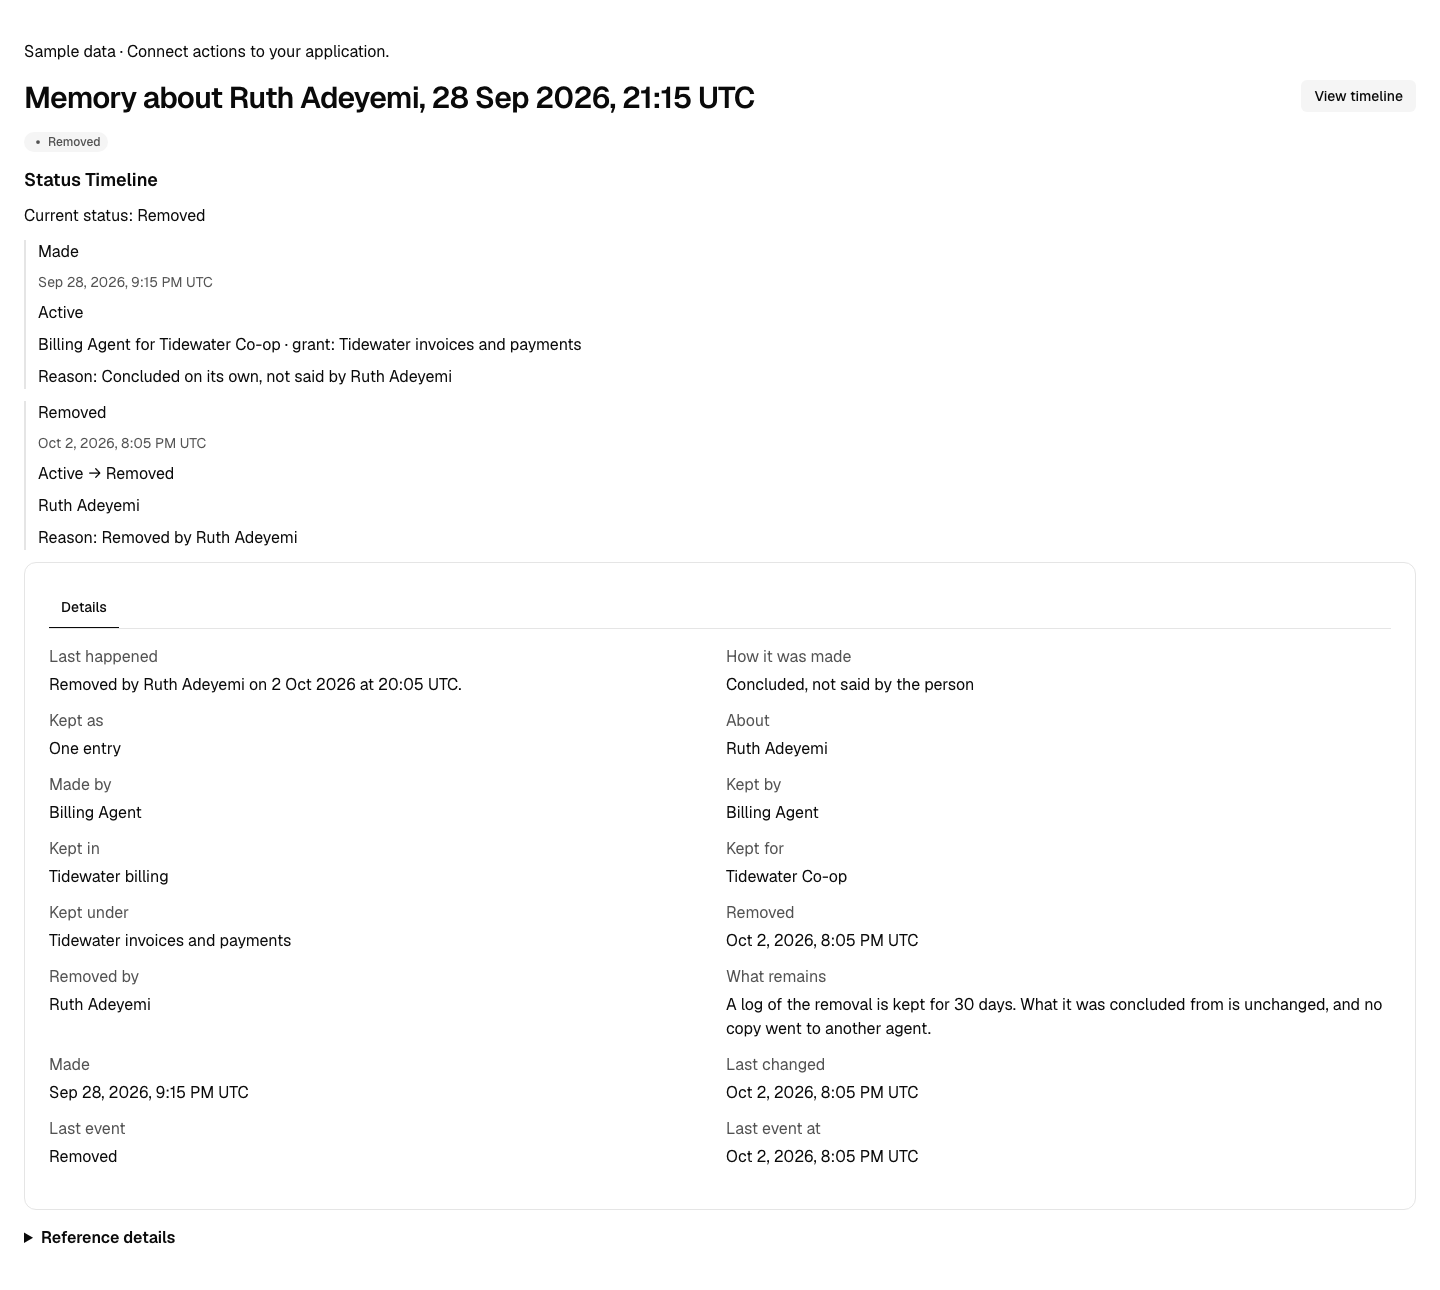 Sample data · Connect actions to your application.
Memory about Ruth Adeyemi, 28 Sep 2026, 21:15 UTC
View timeline
Removed
Status Timeline
Current status: Removed
Made
Sep 28, 2026, 9:15 PM UTC
Active
Billing Agent for Tidewater Co-op · grant: Tidewater invoices and payments
Reason: Concluded on its own, not said by Ruth Adeyemi
Removed
Oct 2, 2026, 8:05 PM UTC
Active → Removed
Ruth Adeyemi
Reason: Removed by Ruth Adeyemi
Details
Last happened
Removed by Ruth Adeyemi on 2 Oct 2026 at 20:05 UTC.
How it was made
Concluded, not said by the person
Kept as
One entry
About
Ruth Adeyemi
Made by
Billing Agent
Kept by
Billing Agent
Kept in
Tidewater billing
Kept for
Tidewater Co-op
Kept under
Tidewater invoices and payments
Removed
Oct 2, 2026, 8:05 PM UTC
Removed by
Ruth Adeyemi
What remains
A log of the removal is kept for 30 days. What it was concluded from is unchanged, and no
copy went to another agent.
Made
Sep 28, 2026, 9:15 PM UTC
Last changed
Oct 2, 2026, 8:05 PM UTC
Last event
Removed
Last event at
Oct 2, 2026, 8:05 PM UTC
Reference details